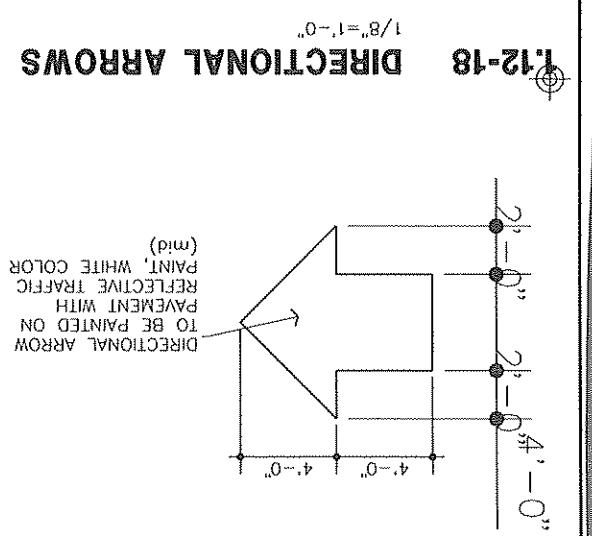 DIRECTIONAL ARROW
TO BE PAINTED ON
PAVEMENT WITH
REFLECTIVE TRAFFIC
PAINT, WHITE COLOR
(mid)
4'-0" 4'-0"
2'-0"
2'-0"
4'-0"
1.12-18 DIRECTIONAL ARROWS
1/8"=1'-0"